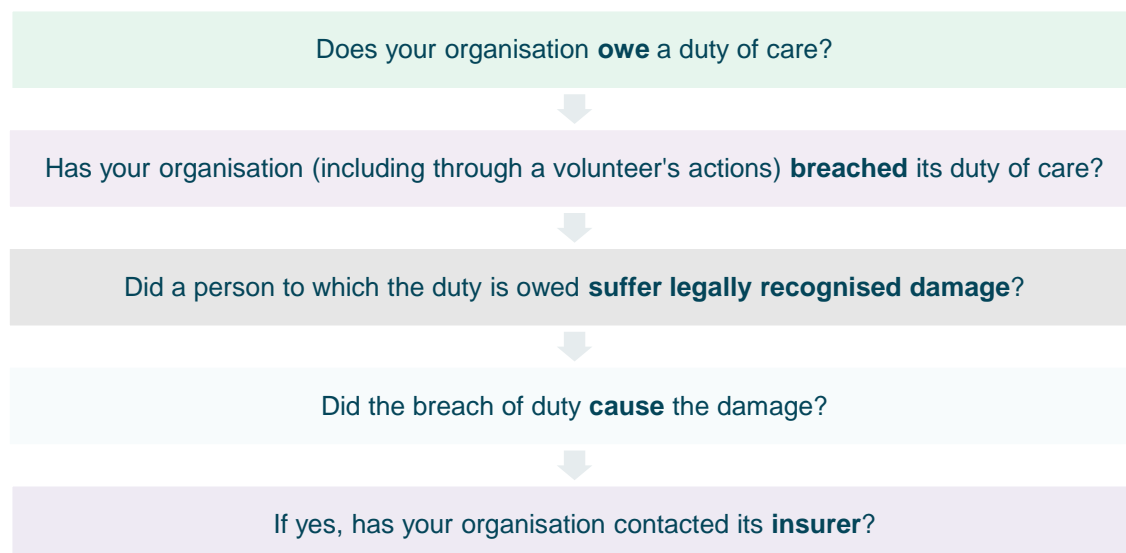 Does your organisation owe a duty of care?
Has your organisation (including through a volunteer's actions) breached its duty of care?
Did a person to which the duty is owed suffer legally recognised damage?
Did the breach of duty cause the damage?
If yes, has your organisation contacted its insurer?